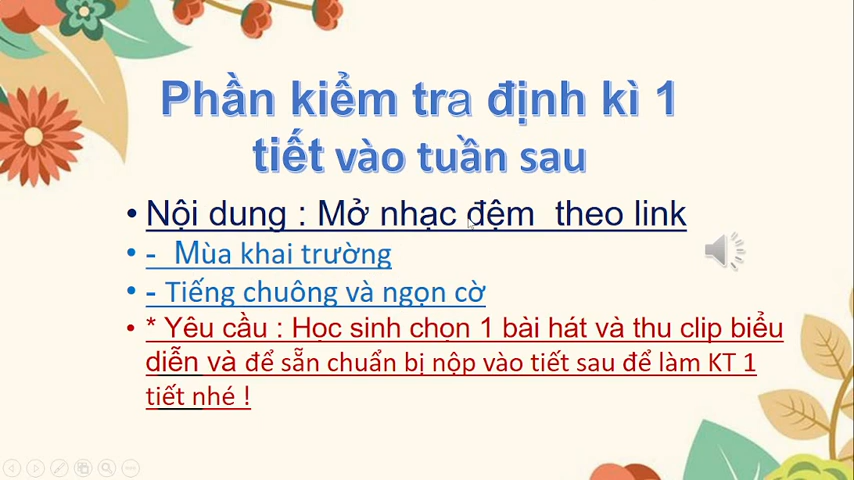 Phần kiểm tra định kì 1
tiết vào tuần sau
• Nội dung : Mở nhạc đệm theo link
• - Mùa khai trường
• - Tiếng chuông và ngọn cờ
• * Yêu cầu : Học sinh chọn 1 bài hát và thu clip biểu
diễn và để sẵn chuẩn bị nộp vào tiết sau để làm KT 1
tiết nhé !